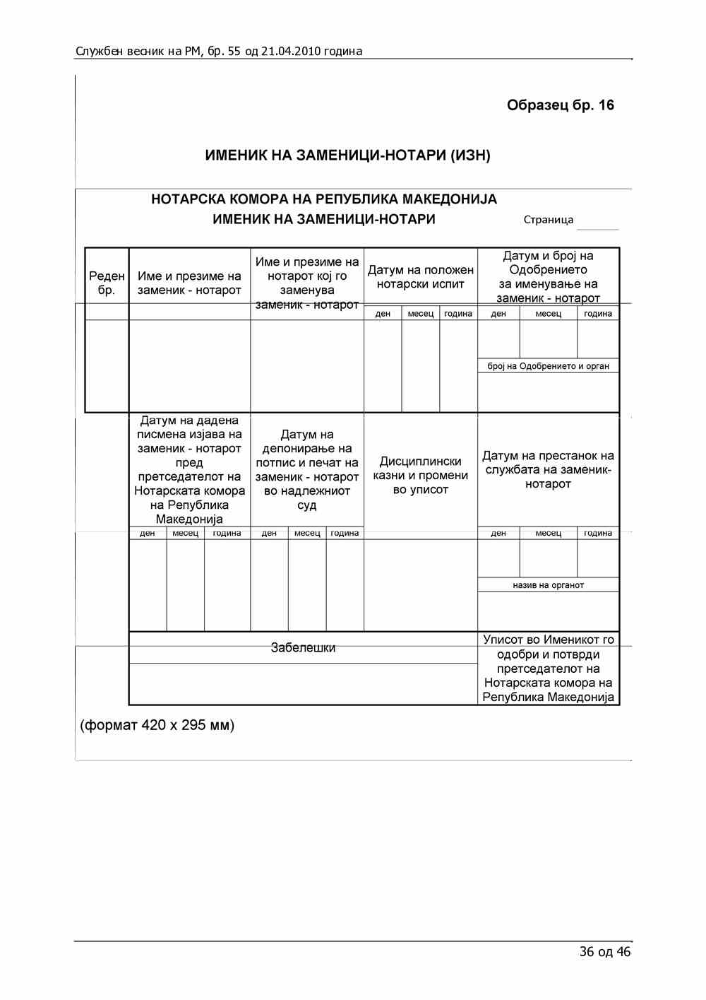 Службен весник на РМ, бр. 55 од 21.04.2010 година
Образец бр. 16
ИМЕНИК НА ЗАМЕНИЦИ-НОТАРИ (ИЗН)
НОТАРСКА КОМОРА НА РЕПУБЛИКА МАКЕДОНИЈА
ИМЕНИК НА ЗАМЕНИЦИ-НОТАРИ
Страница
Реден
бр.
Име и презиме на
заменик - нотарот
Име и презиме на
нотарот кој го
заменува
заменик - нотарот
Датум на положен
нотарски испит
Датум и број на
Одобрението
за именување на
заменик - нотарот
ден месец година ден месец година
број на Одобрението и орган
Датум на дадена
писмена изјава на
заменик - нотарот
пред
претседателот на
Нотарската комора
на Република
Македонија
Датум на
депонирање на
потпис и печат на
заменик - нотарот
во надлежниот
суд
Дисциплински
казни и промени
во уписот
Датум на престанок на
службата на заменик-
нотарот
ден месец година ден месец година ден месец година
назив на органот
Забелешки
Уписот во Именикот го
одобри и потврди
претседателот на
Нотарската комора на
Република Македонија
(формат 420 x 295 мм)
36 од 46